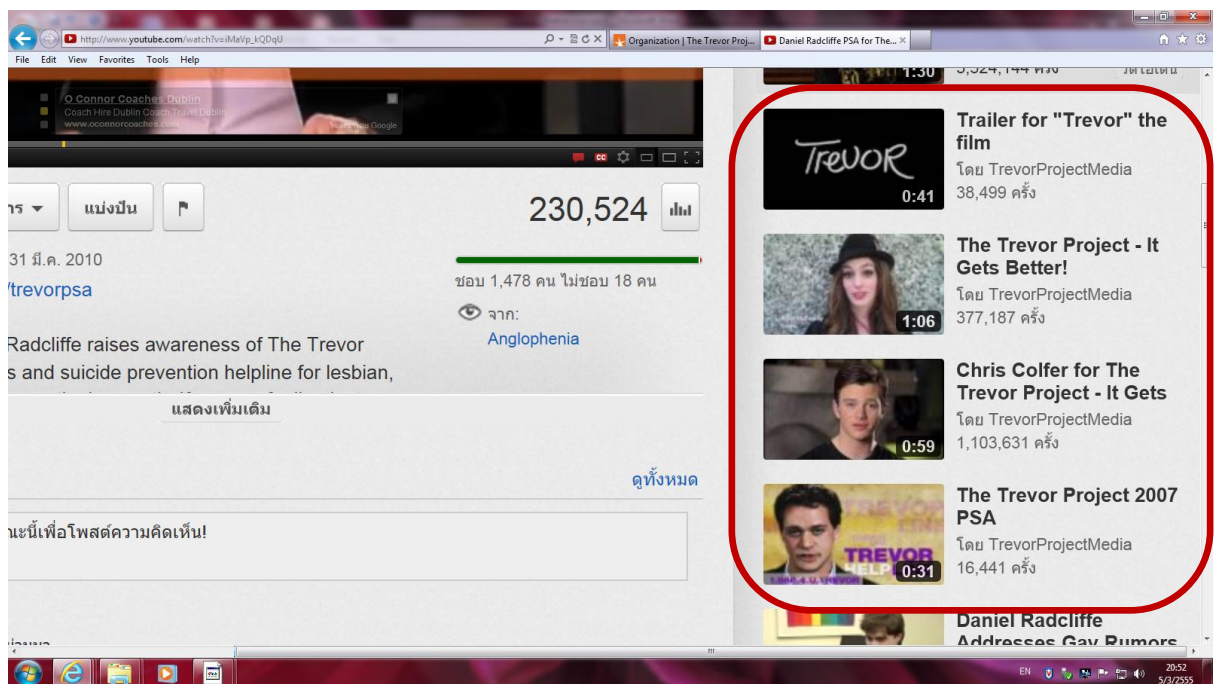 http://www.youtube.com/watch?v=iMaVp_kQDqU
Organization | The Trevor Proj...
Daniel Radcliffe PSA for The...
File Edit View Favorites Tools Help
O Connor Coaches Dublin
Coach Hire Dublin Coach Travel Dublin
www.oconnorcoaches.com
Google
CC
าร
แบ่งปัน
230,524
31 มี.ค. 2010
/trevorpsa
ชอบ 1,478 คน ไม่ชอบ 18 คน
จาก:
Anglophenia
Radcliffe raises awareness of The Trevor
s and suicide prevention helpline for lesbian,
แสดงเพิ่มเติม
ดูทั้งหมด
ณะนี้เพื่อโพสต์ความคิดเห็น!
1:30
Trailer for "Trevor" the
film
โดย TrevorProjectMedia
38,499 ครั้ง
TREVOR
0:41
The Trevor Project - It
Gets Better!
โดย TrevorProjectMedia
377,187 ครั้ง
1:06
Chris Colfer for The
Trevor Project - It Gets
โดย TrevorProjectMedia
1,103,631 ครั้ง
0:59
The Trevor Project 2007
PSA
โดย TrevorProjectMedia
16,441 ครั้ง
TREVOR
0:31
Daniel Radcliffe
Addresses Gay Rumors
EN
20:52
5/3/2555